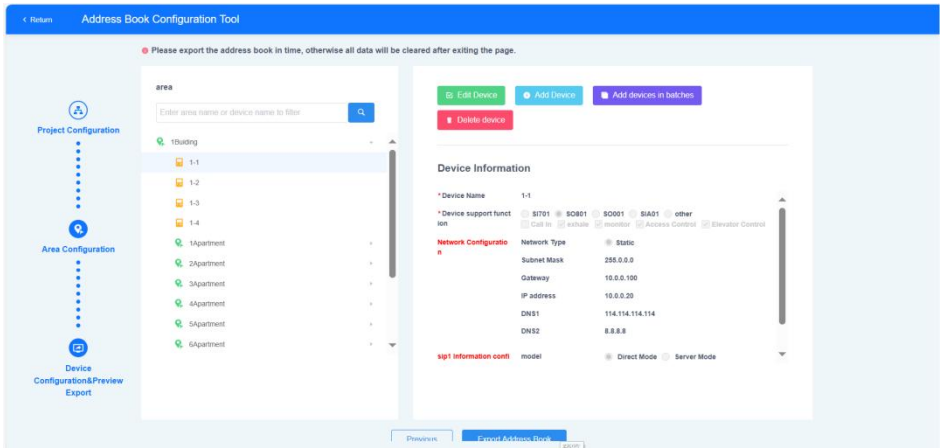 < Return Address Book Configuration Tool
Please export the address book in time, otherwise all data will be cleared after exiting the page.
Project Configuration
Area Configuration
Device
Configuration&Preview
Export
area
Enter area name or device name to filter
1Building
1-1
1-2
1-3
1-4
1Apartment
2Apartment
3Apartment
4Apartment
5Apartment
6Apartment
Edit Device Add Device Add devices in batches
Delete device
Device Information
*Device Name 1-1
*Device support funct SI701 SO801 SO001 SIA01 other
ion Call In exhale monitor Access Control Elevator Control
Network Configuratio Network Type Static
n
Subnet Mask 255.0.0.0
Gateway 10.0.0.100
IP address 10.0.0.20
DNS1 114.114.114.114
DNS2 8.8.8.8
sip1 information confi model Direct Mode Server Mode
Previous Export Address Book